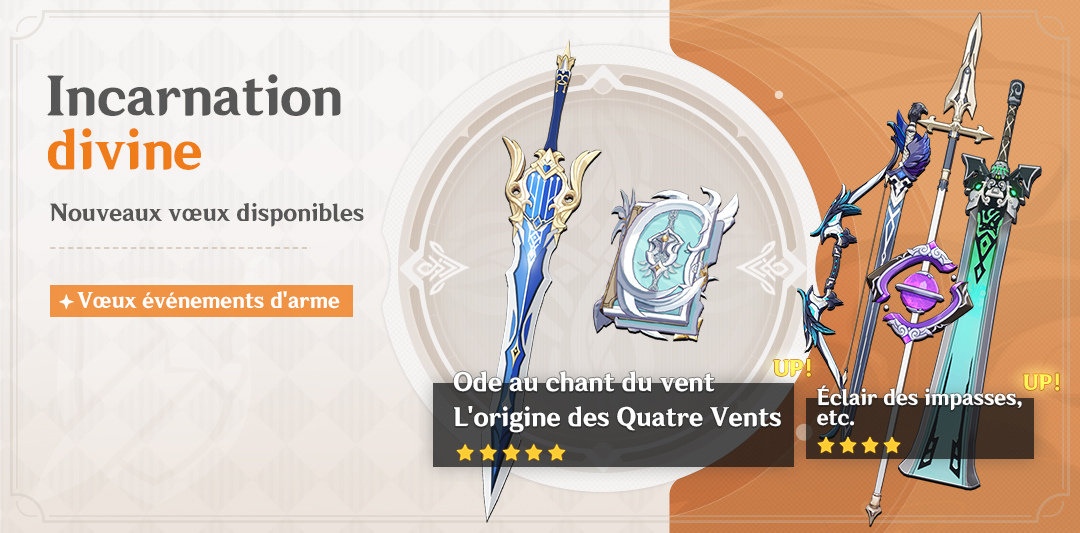 Incarnation
divine
Nouveaux vœux disponibles
Vœux événements d'arme
UP!
Ode au chant du vent
L'origine des Quatre Vents
UP!
Éclair des impasses,
etc.